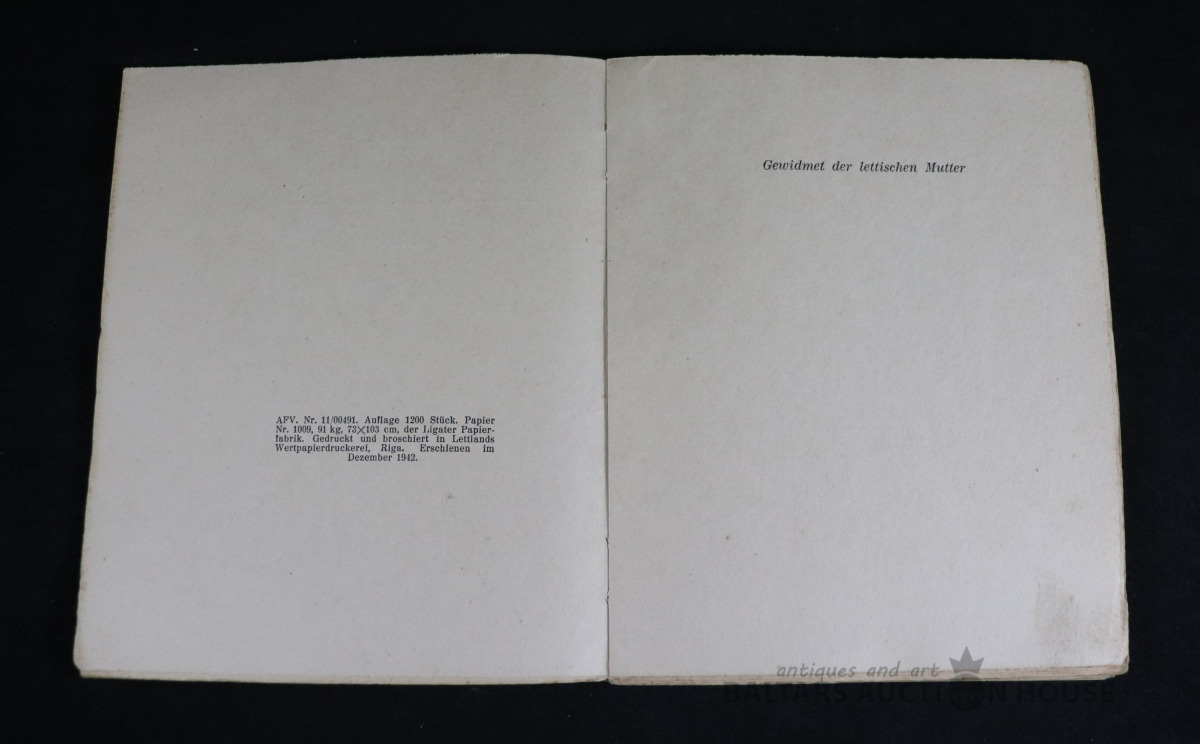 AFV. Nr. 11/00491. Auflage 1200 Stück. Papier
Nr. 1009, 91 kg, 73×103 cm, der Ligater Papier-
fabrik. Gedruckt und broschiert in Lettlands
Wertpapierdruckerei, Riga. Erschienen im
Dezember 1942.
Gewidmet der lettischen Mutter
antiques and art
BALTARS AUCTION HOUSE